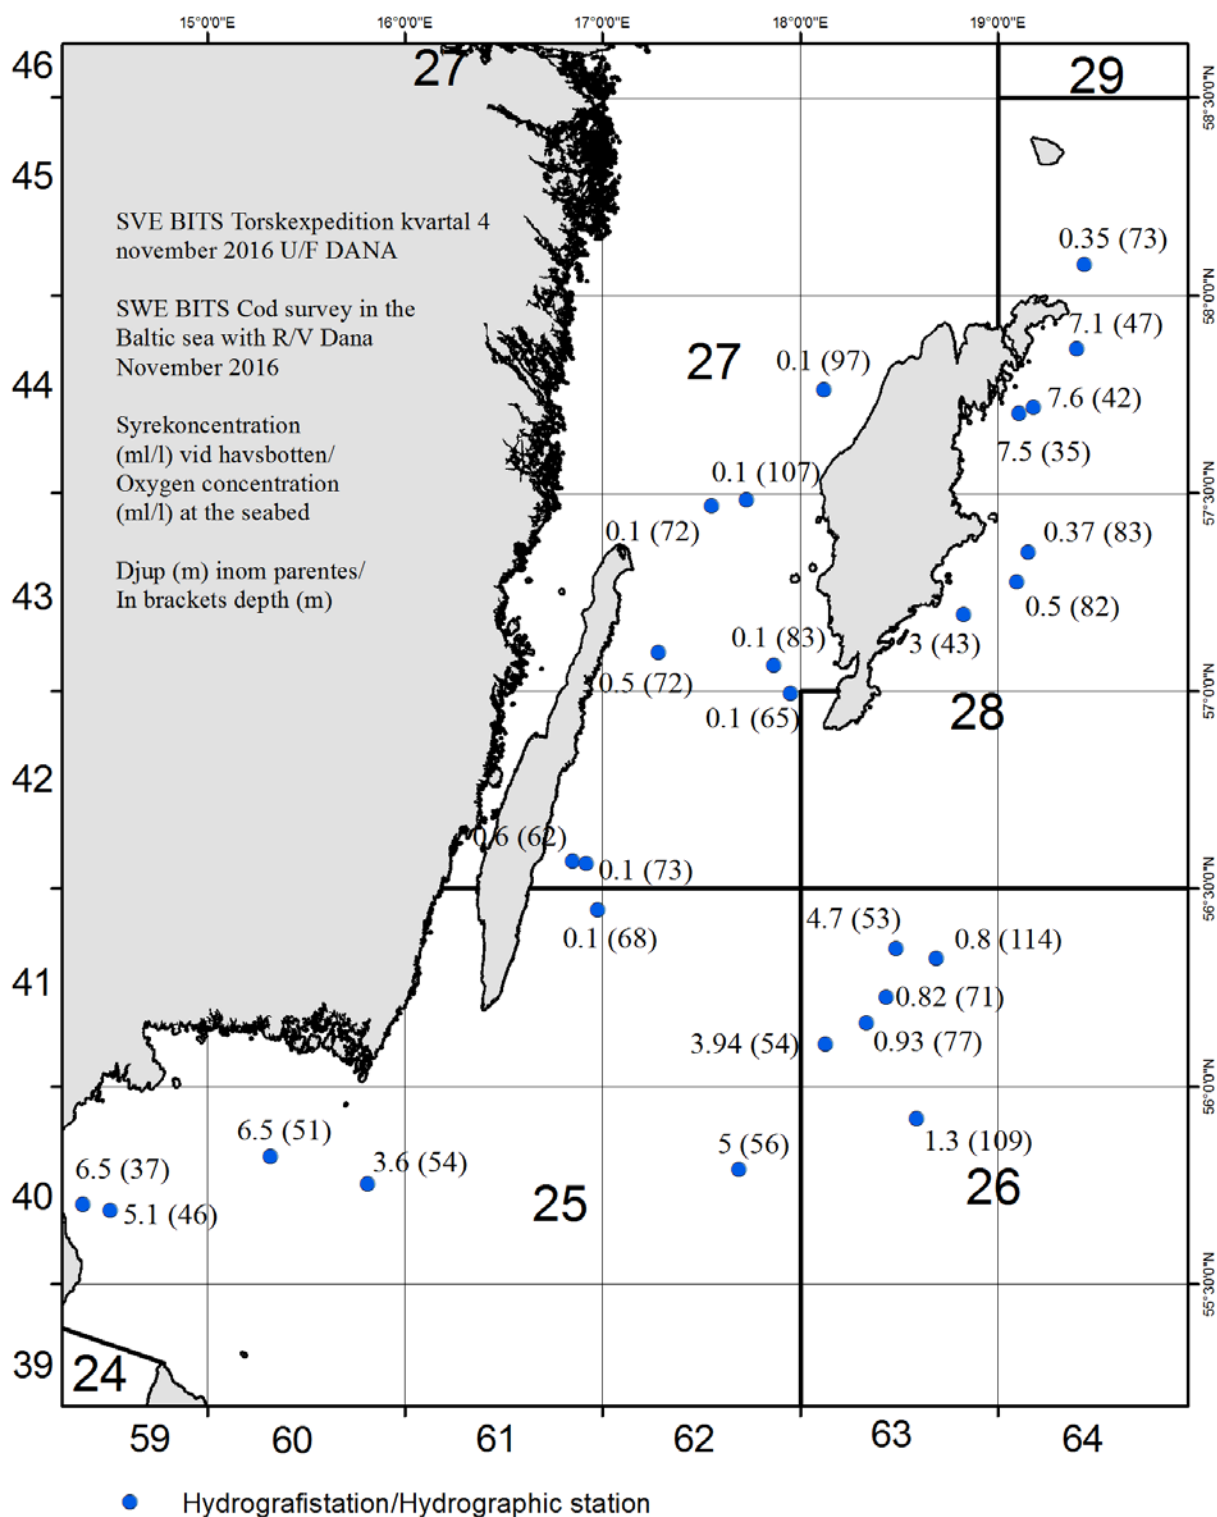 15°0'0"E 16°0'0"E 17°0'0"E 18°0'0"E 19°0'0"E
46
27
29
58°30'0"N
45
SVE BITS Torskexpedition kvartal 4
november 2016 U/F DANA
SWE BITS Cod survey in the
Baltic sea with R/V Dana
November 2016
Syrekoncentration
(ml/l) vid havsbotten/
Oxygen concentration
(ml/l) at the seabed
Djup (m) inom parentes/
In brackets depth (m)
0.35 (73)
58°0'0"N
7.1 (47)
27
0.1 (97)
44
7.6 (42)
7.5 (35)
0.1 (107)
57°30'0"N
0.1 (72)
0.37 (83)
43
0.5 (82)
3 (43)
0.1 (83)
0.5 (72)
57°0'0"N
0.1 (65)
28
42
0.6 (62)
0.1 (73)
56°30'0"N
4.7 (53)
0.1 (68)
0.8 (114)
41
0.82 (71)
3.94 (54)
0.93 (77)
56°0'0"N
6.5 (51)
1.3 (109)
5 (56)
6.5 (37)
3.6 (54)
40
25
26
5.1 (46)
55°30'0"N
39
24
59 60 61 62 63 64
Hydrografistation/Hydrographic station